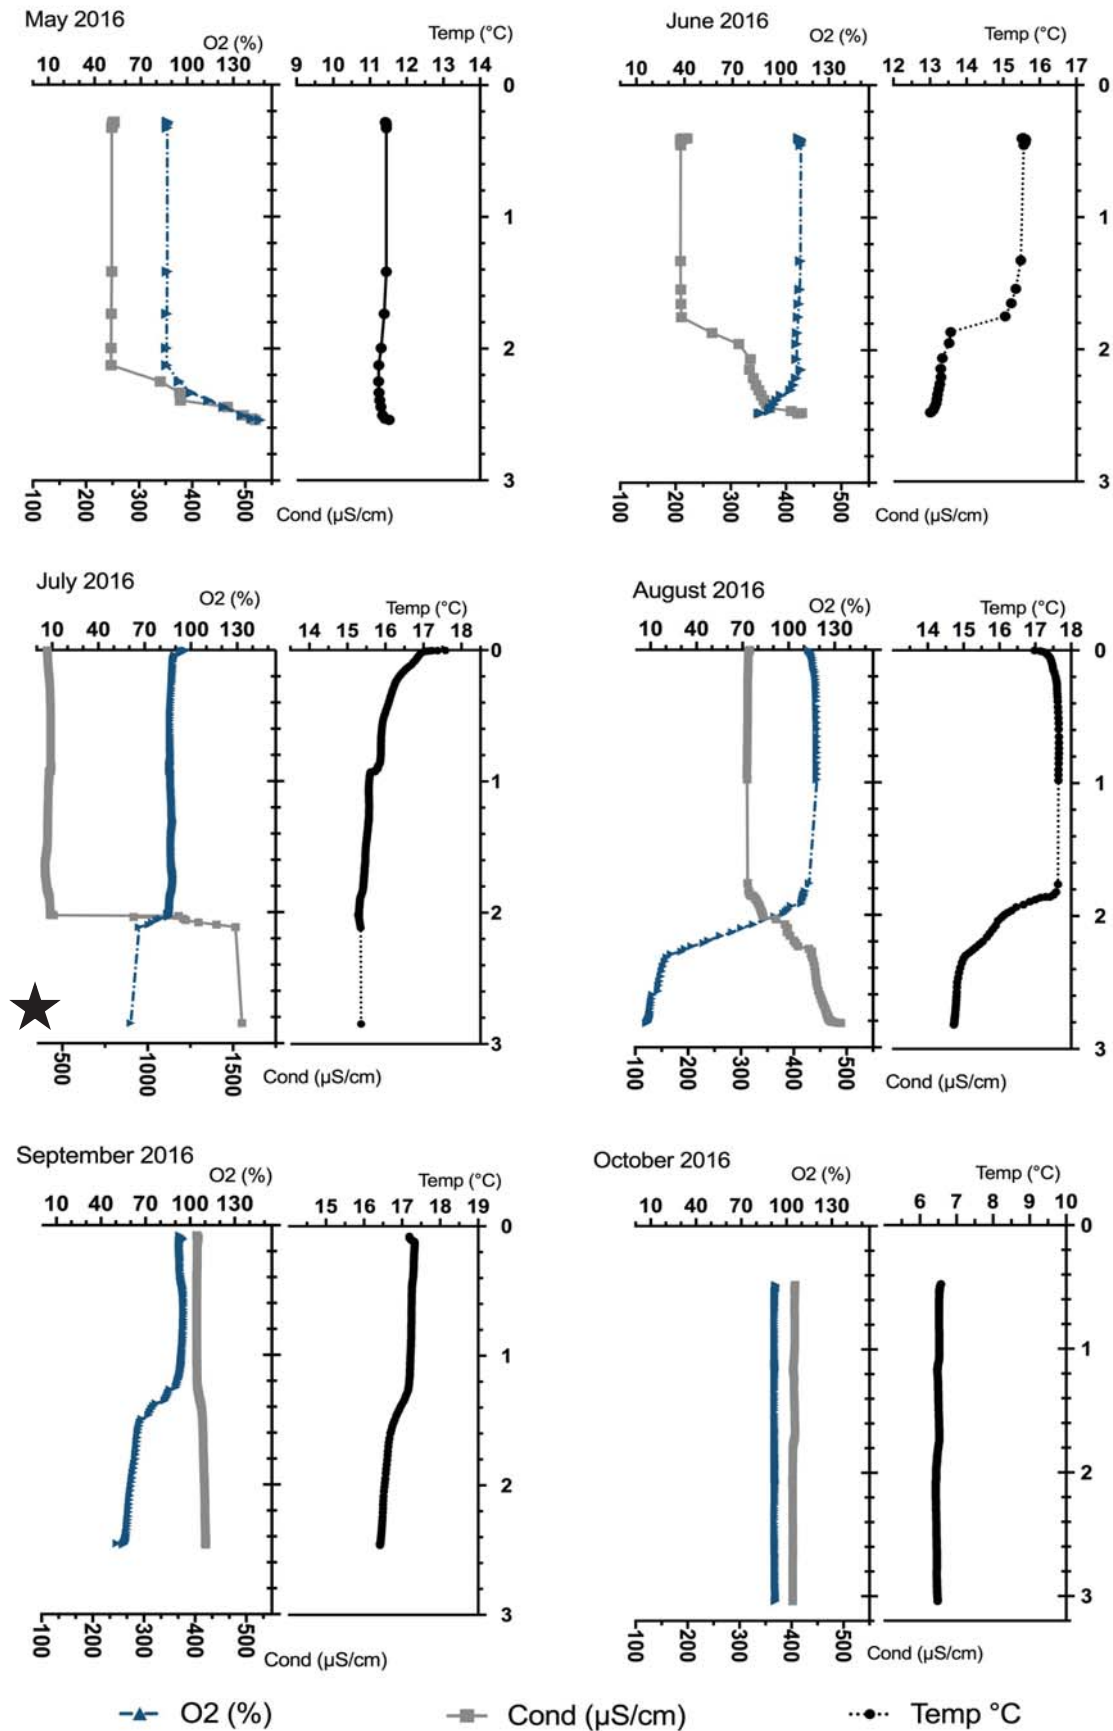 May 2016
O2 (%)
Temp (°C)
10 40 70 100 130
9 10 11 12 13 14
0
1
2
3
100 200 300 400 500
Cond (µS/cm)
June 2016
O2 (%)
Temp (°C)
10 40 70 100 130
12 13 14 15 16 17
0
1
2
3
100 200 300 400 500
Cond (µS/cm)
July 2016
O2 (%)
Temp (°C)
10 40 70 100 130
14 15 16 17 18
0
1
2
3
500 1000 1500
Cond (µS/cm)
August 2016
O2 (%)
Temp (°C)
10 40 70 100 130
14 15 16 17 18
0
1
2
3
100 200 300 400 500
Cond (µS/cm)
September 2016
O2 (%)
Temp (°C)
10 40 70 100 130
15 16 17 18 19
0
1
2
3
100 200 300 400 500
Cond (µS/cm)
October 2016
O2 (%)
Temp (°C)
10 40 70 100 130
6 7 8 9 10
0
1
2
3
100 200 300 400 500
Cond (µS/cm)
O2 (%) Cond (µS/cm) Temp °C